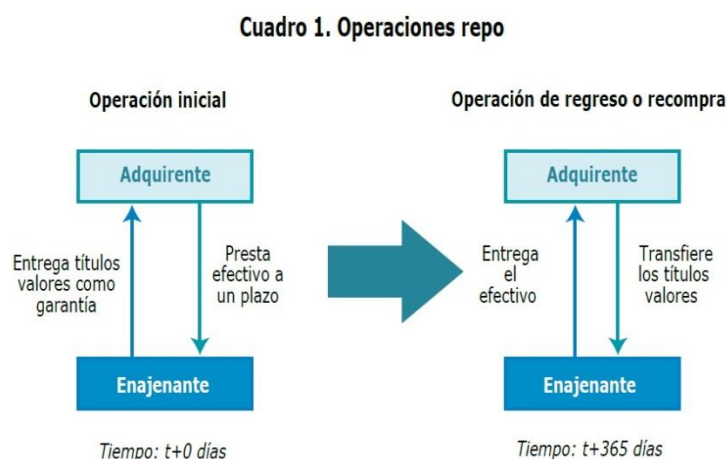 Cuadro 1. Operaciones repo
Operación inicial
Adquirente
Entrega títulos
valores como
garantía
Presta
efectivo a
un plazo
Enajenante
Tiempo: t+0 días
Operación de regreso o recompra
Adquirente
Entrega
el
efectivo
Transfiere
los títulos
valores
Enajenante
Tiempo: t+365 días